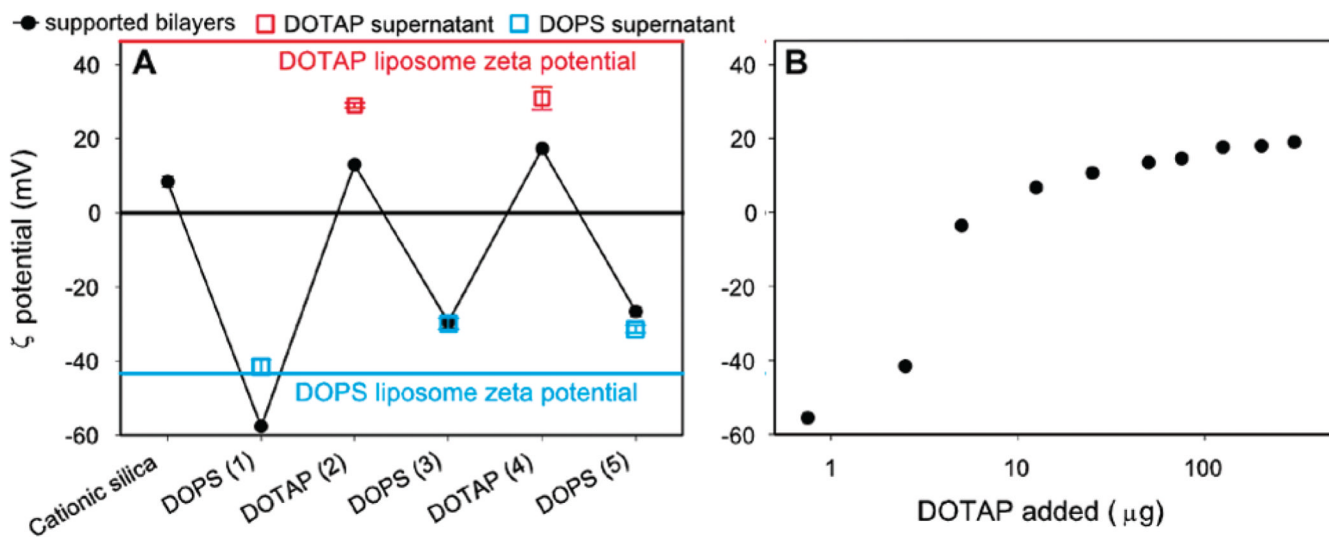 supported bilayers DOTAP supernatant DOPS supernatant
A
DOTAP liposome zeta potential
DOPS liposome zeta potential
40
20
0
-20
-40
-60
ζ potential (mV)
Cationic silica
DOPS (1)
DOTAP (2)
DOPS (3)
DOTAP (4)
DOPS (5)
B
40
20
0
-20
-40
-60
1 10 100
DOTAP added (μg)